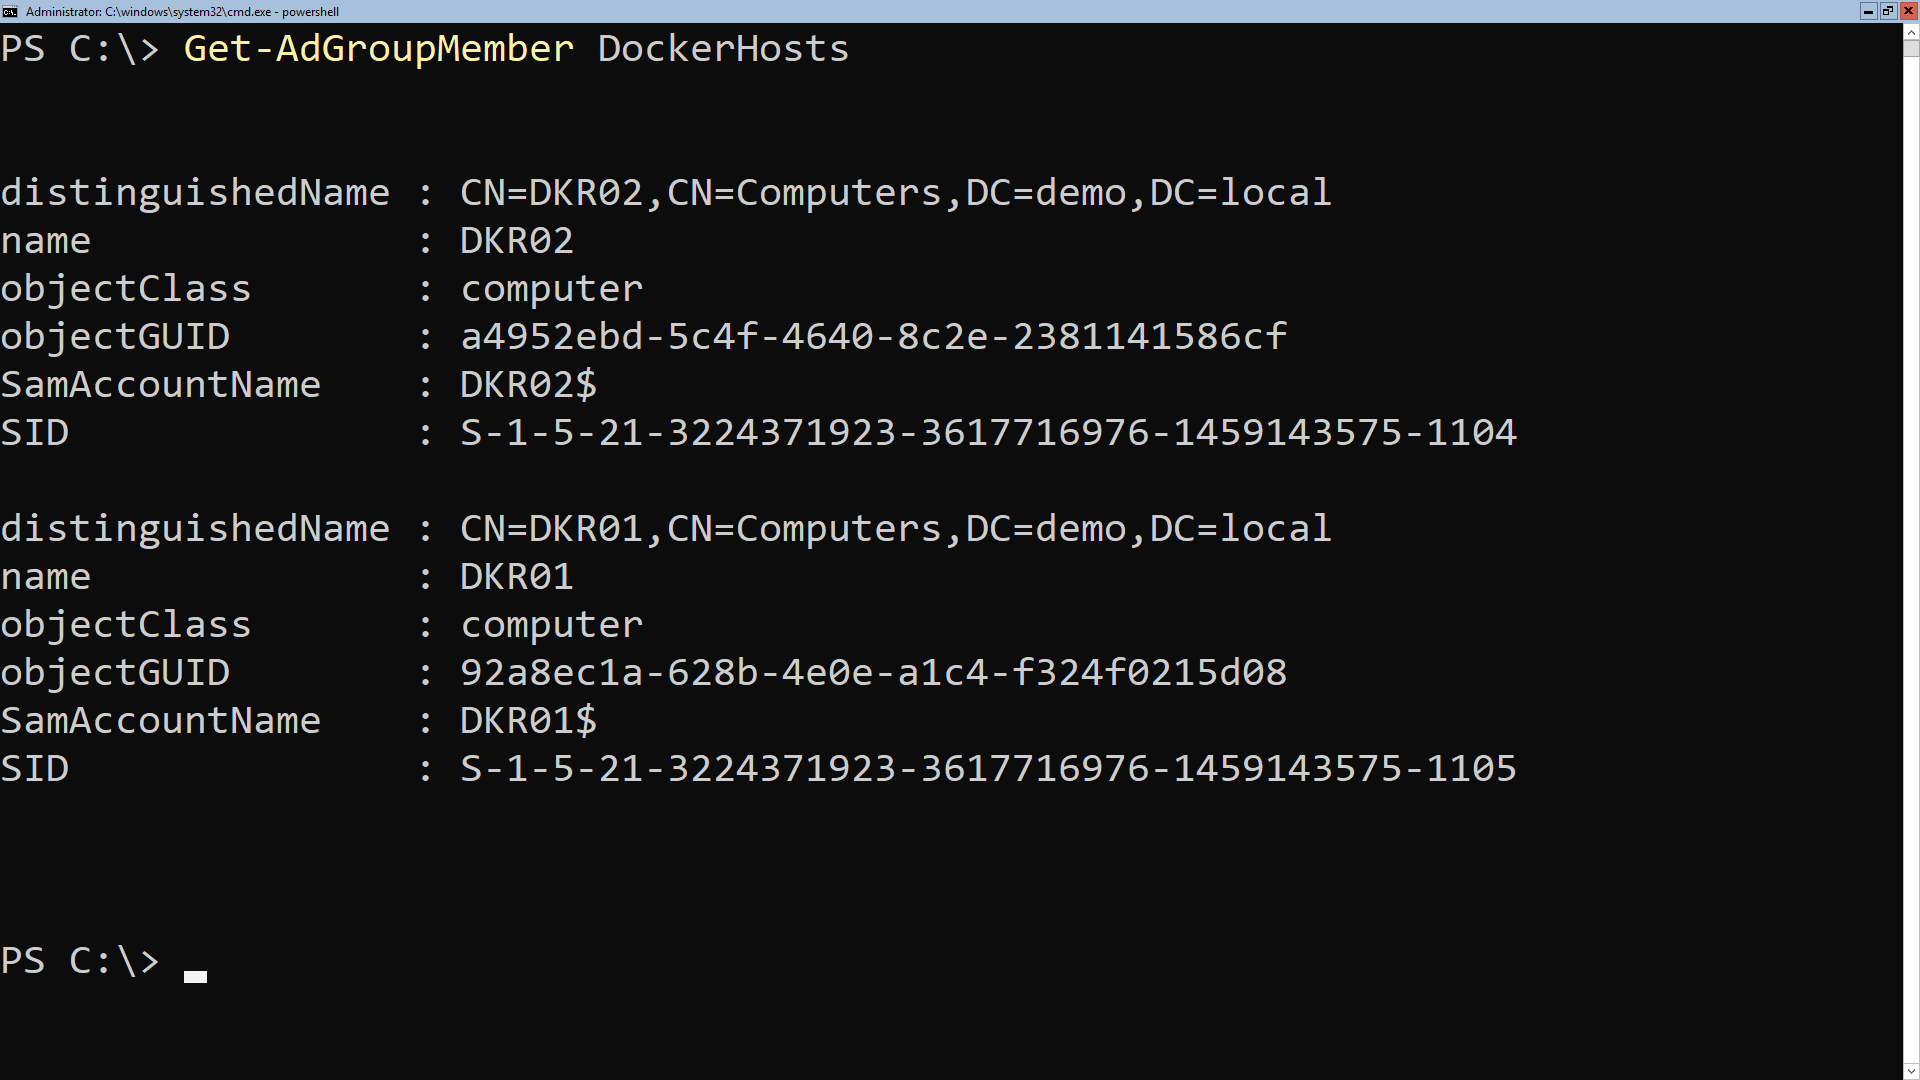 Administrator: C:\windows\system32\cmd.exe - powershell
PS C:\> Get-AdGroupMember DockerHosts
distinguishedName : CN=DKR02,CN=Computers,DC=demo,DC=local
name : DKR02
objectClass : computer
objectGUID : a4952ebd-5c4f-4640-8c2e-2381141586cf
SamAccountName : DKR02$
SID : S-1-5-21-3224371923-3617716976-1459143575-1104
distinguishedName : CN=DKR01,CN=Computers,DC=demo,DC=local
name : DKR01
objectClass : computer
objectGUID : 92a8ec1a-628b-4e0e-a1c4-f324f0215d08
SamAccountName : DKR01$
SID : S-1-5-21-3224371923-3617716976-1459143575-1105
PS C:\>